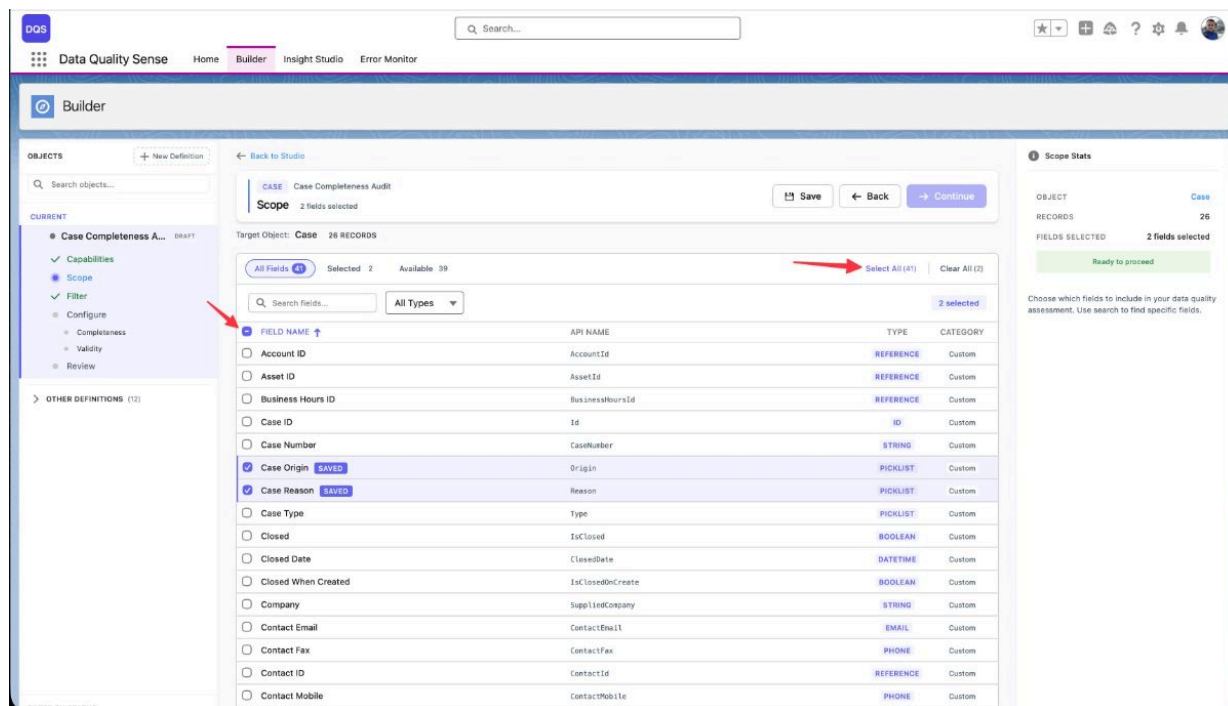 DQS
Search...
Data Quality Sense Home Builder Insight Studio Error Monitor
Builder
OBJECTS + New Definition
Search objects...
CURRENT
Case Completeness A... DRAFT
Capabilities
Scope
Filter
Configure
Completeness
Validity
Review
OTHER DEFINITIONS (12)
← Back to Studio
CASE Case Completeness Audit
Scope 2 fields selected
Save ← Back → Continue
Target Object: Case 26 RECORDS
All Fields 41 Selected 2 Available 39 Select All (41) Clear All (2)
Search fields... All Types 2 selected
FIELD NAME ↑ API NAME TYPE CATEGORY
Account ID AccountId REFERENCE Custom
Asset ID AssetId REFERENCE Custom
Business Hours ID BusinessHoursId REFERENCE Custom
Case ID Id ID Custom
Case Number CaseNumber STRING Custom
Case Origin SAVED Origin PICKLIST Custom
Case Reason SAVED Reason PICKLIST Custom
Case Type Type PICKLIST Custom
Closed IsClosed BOOLEAN Custom
Closed Date ClosedDate DATETIME Custom
Closed When Created IsClosedOnCreate BOOLEAN Custom
Company SuppliedCompany STRING Custom
Contact Email ContactEmail EMAIL Custom
Contact Fax ContactFax PHONE Custom
Contact ID ContactId REFERENCE Custom
Contact Mobile ContactMobile PHONE Custom
Scope Stats
OBJECT Case
RECORDS 26
FIELDS SELECTED 2 fields selected
Ready to proceed
Choose which fields to include in your data quality
assessment. Use search to find specific fields.